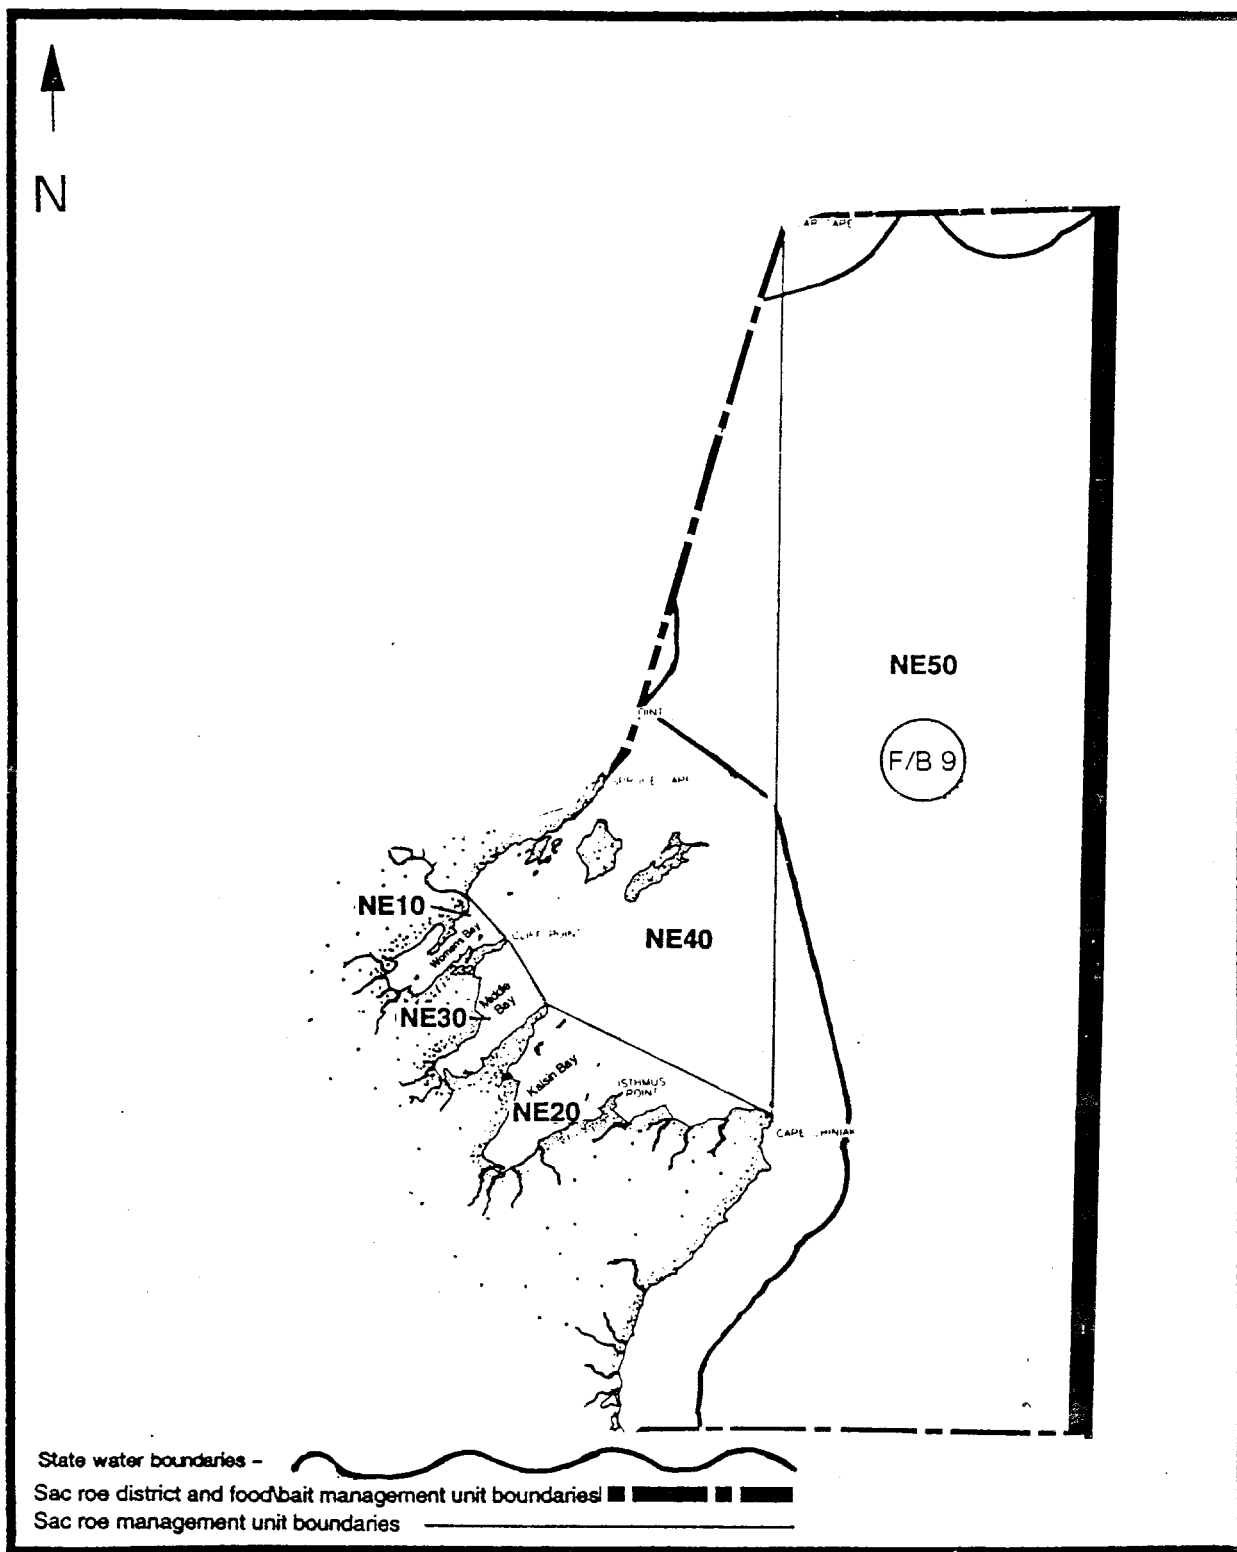 N
NE50
F/B 9
NE10
Womens Bay
CLIFF POINT
NE40
232
Middle
Bay
NE30
Kalsin Bay
ISTHMUS
POINT
NE20
CAPE
State water boundaries -
Sac roe district and food\bait management unit boundaries
Sac roe management unit boundaries